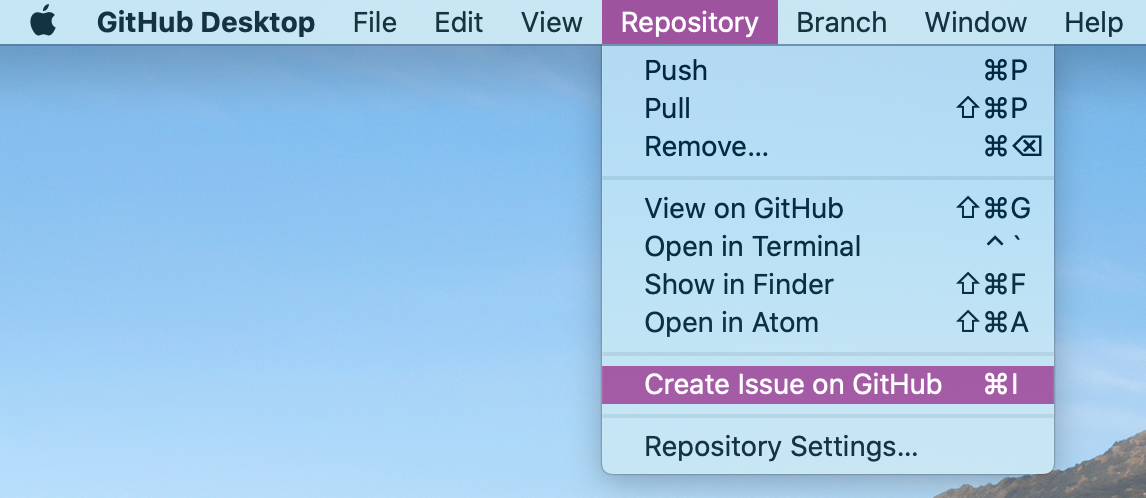 GitHub Desktop File Edit View Repository Branch Window Help
Push ⌘P
Pull ⇧⌘P
Remove... ⌘⌫
View on GitHub ⇧⌘G
Open in Terminal ^`
Show in Finder ⇧⌘F
Open in Atom ⇧⌘A
Create Issue on GitHub ⌘I
Repository Settings...